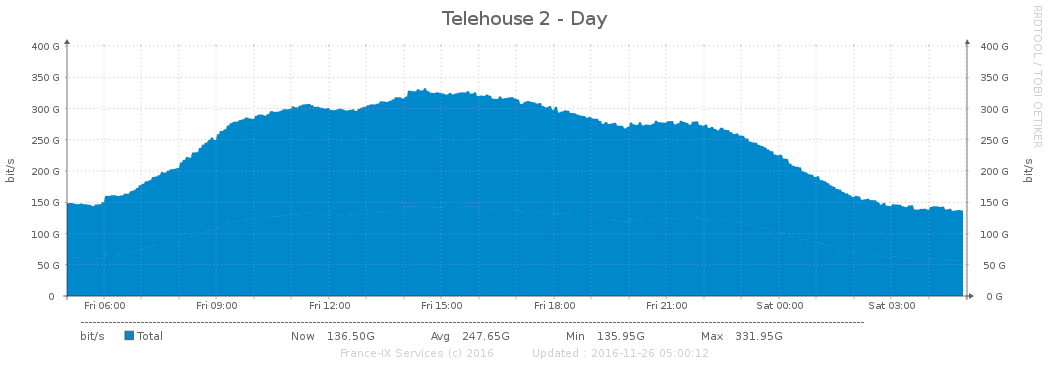 Telehouse 2 - Day
RRDTOOL / TOBI OETIKER
400 G 400 G
350 G 350 G
300 G 300 G
250 G 250 G
200 G 200 G
150 G 150 G
100 G 100 G
50 G 50 G
0 0 G
bit/s bit/s
Fri 06:00 Fri 09:00 Fri 12:00 Fri 15:00 Fri 18:00 Fri 21:00 Sat 00:00 Sat 03:00
bit/s Total Now 136.50G Avg 247.65G Min 135.95G Max 331.95G
France-IX Services (c) 2016 Updated : 2016-11-26 05:00:12